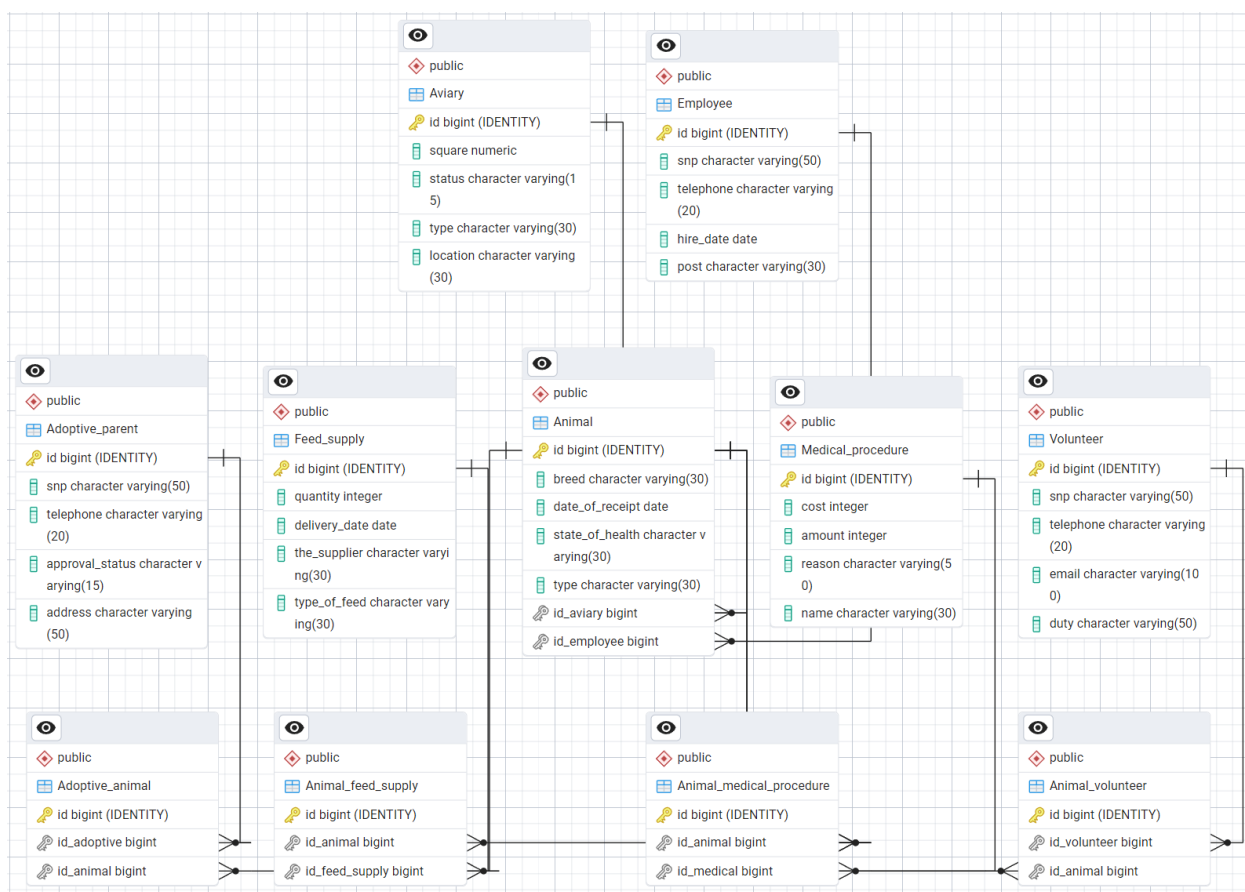 public
Aviary
id bigint (IDENTITY)
square numeric
status character varying(1
5)
type character varying(30)
location character varying
(30)
public
Employee
id bigint (IDENTITY)
snp character varying(50)
telephone character varying
(20)
hire_date date
post character varying(30)
public
Adoptive_parent
id bigint (IDENTITY)
snp character varying(50)
telephone character varying
(20)
approval_status character v
arying(15)
address character varying
(50)
public
Feed_supply
id bigint (IDENTITY)
quantity integer
delivery_date date
the_supplier character varyi
ng(30)
type_of_feed character vary
ing(30)
public
Animal
id bigint (IDENTITY)
breed character varying(30)
date_of_receipt date
state_of_health character v
arying(30)
type character varying(30)
id_aviary bigint
id_employee bigint
public
Medical_procedure
id bigint (IDENTITY)
cost integer
amount integer
reason character varying(5
0)
name character varying(30)
public
Volunteer
id bigint (IDENTITY)
snp character varying(50)
telephone character varying
(20)
email character varying(10
0)
duty character varying(50)
public
Adoptive_animal
id bigint (IDENTITY)
id_adoptive bigint
id_animal bigint
public
Animal_feed_supply
id bigint (IDENTITY)
id_animal bigint
id_feed_supply bigint
public
Animal_medical_procedure
id bigint (IDENTITY)
id_animal bigint
id_medical bigint
public
Animal_volunteer
id bigint (IDENTITY)
id_volunteer bigint
id_animal bigint